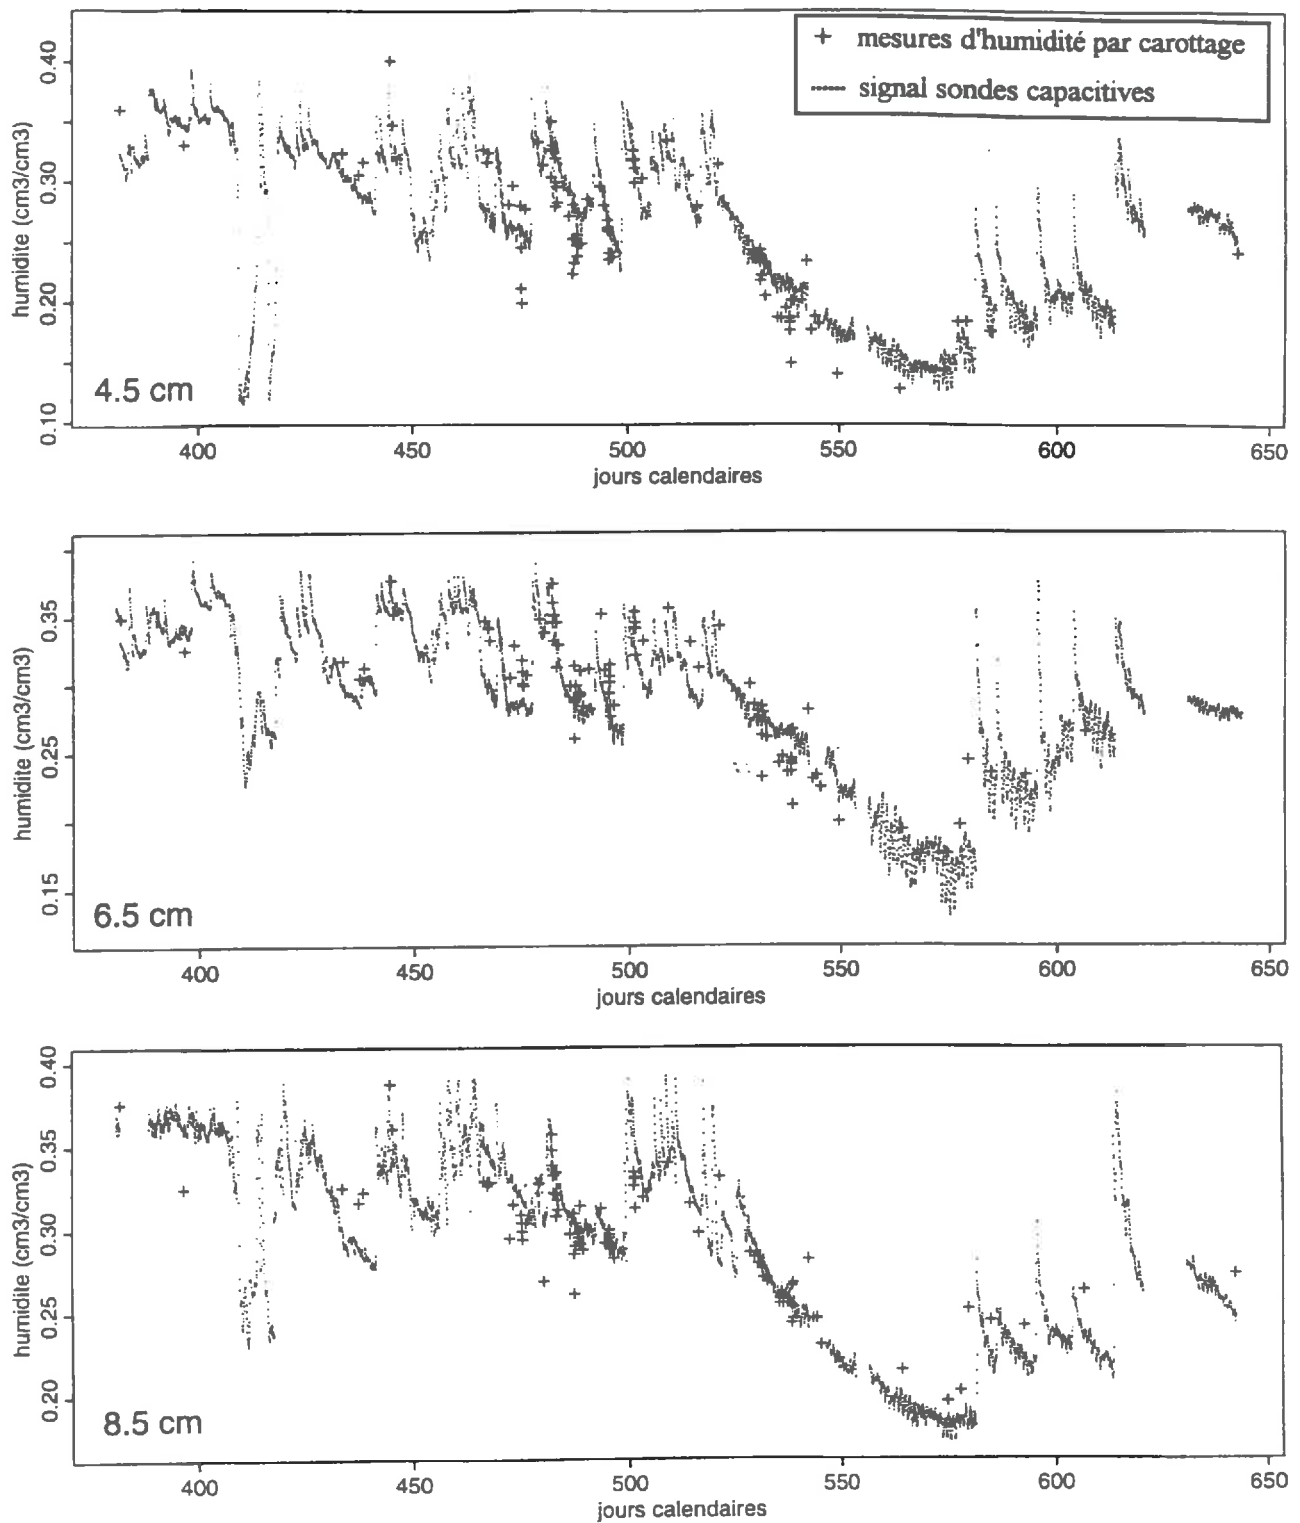 + mesures d'humidité par carottage
signal sondes capacitives
humidite (cm3/cm3)
0.40
0.30
0.20
0.10
4.5 cm
400 450 500 550 600 650
jours calendaires
humidite (cm3/cm3)
0.35
0.25
0.15
6.5 cm
400 450 500 550 600 650
jours calendaires
humidite (cm3/cm3)
0.40
0.35
0.30
0.25
0.20
8.5 cm
400 450 500 550 600 650
jours calendaires